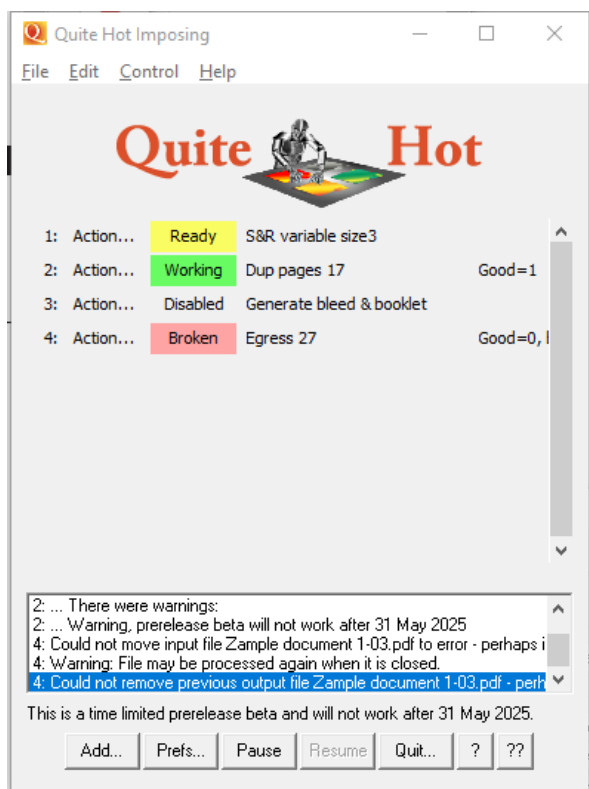 Quite Hot Imposing
File Edit Control Help
Quite Hot
1: Action... Ready S&R variable size3
2: Action... Working Dup pages 17 Good=1
3: Action... Disabled Generate bleed & booklet
4: Action... Broken Egress 27 Good=0,
2: ... There were warnings:
2: ... Warning, prerelease beta will not work after 31 May 2025
4: Could not move input file Zample document 1-03.pdf to error - perhaps i
4: Warning: File may be processed again when it is closed.
4: Could not remove previous output file Zample document 1-03.pdf - perh
This is a time limited prerelease beta and will not work after 31 May 2025.
Add... Prefs... Pause Resume Quit... ? ??